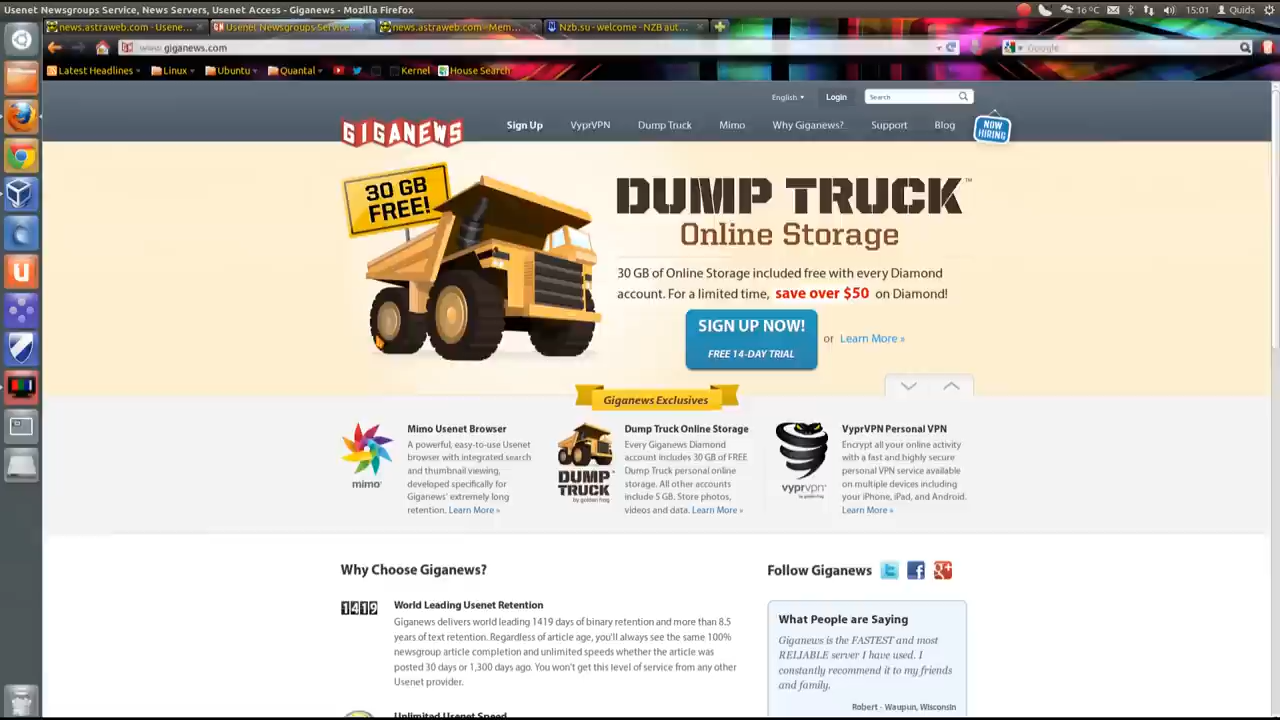 Usenet Newsgroups Service, News Servers, Usenet Access - Giganews - Mozilla Firefox
16°C
15:01
Quids
news.astraweb.com - Usene...
Usenet Newsgroups Service...
news.astraweb.com - Mem...
Nzb.su - welcome - NZB aut...
www.giganews.com
Google
Latest Headlines
Linux
Ubuntu
Quantal
Kernel
House Search
English
Login
Search
GIGANEWS
Sign Up
VyprVPN
Dump Truck
Mimo
Why Giganews?
Support
Blog
NOW
HIRING
30 GB
FREE!
DUMP TRUCK™
Online Storage
30 GB of Online Storage included free with every Diamond
account. For a limited time, save over $50 on Diamond!
SIGN UP NOW!
FREE 14-DAY TRIAL
or Learn More »
Giganews Exclusives
mimo
Mimo Usenet Browser
A powerful, easy-to-use Usenet
browser with integrated search
and thumbnail viewing,
developed specifically for
Giganews' extremely long
retention. Learn More »
DUMP
TRUCK
by golden frog
Dump Truck Online Storage
Every Giganews Diamond
account includes 30 GB of FREE
Dump Truck personal online
storage. All other accounts
include 5 GB. Store photos,
videos and data. Learn More »
vyprvpn
by goldenfrog
VyprVPN Personal VPN
Encrypt all your online activity
with a fast and highly secure
personal VPN service available
on multiple devices including
your iPhone, iPad, and Android.
Learn More »
Why Choose Giganews?
1419
World Leading Usenet Retention
Giganews delivers world leading 1419 days of binary retention and more than 8.5
years of text retention. Regardless of article age, you'll always see the same 100%
newsgroup article completion and unlimited speeds whether the article was
posted 30 days or 1,300 days ago. You won't get this level of service from any other
Usenet provider.
Unlimited Usenet Speed
Follow Giganews
What People are Saying
Giganews is the FASTEST and most
RELIABLE server I have used. I
constantly recommend it to my friends
and family.
Robert - Waupun, Wisconsin